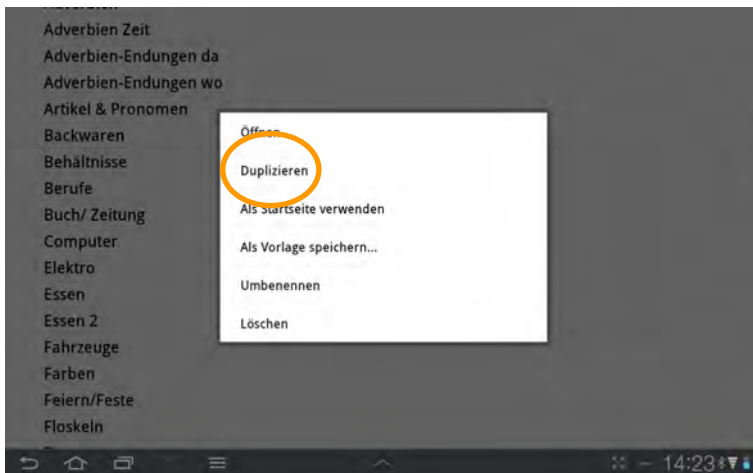 Adverbien Zeit
Adverbien-Endungen da
Adverbien-Endungen wo
Artikel & Pronomen
Backwaren
Behältnisse
Berufe
Buch/ Zeitung
Computer
Elektro
Essen
Essen 2
Fahrzeuge
Farben
Feiern/Feste
Floskeln
Öffnen
Duplizieren
Als Startseite verwenden
Als Vorlage speichern...
Umbenennen
Löschen
14:23